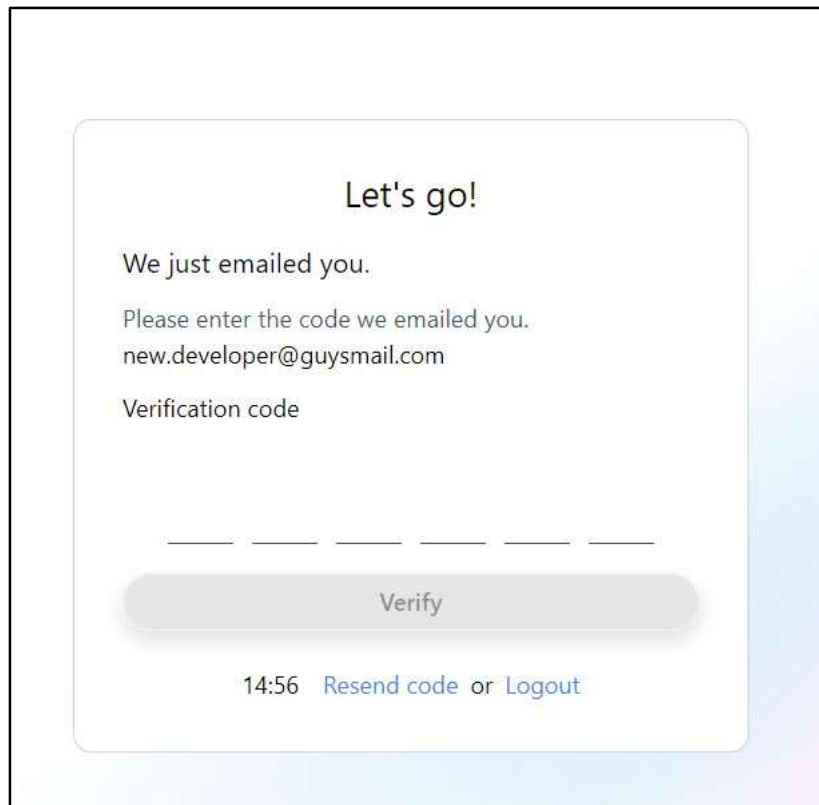 Let's go!
We just emailed you.
Please enter the code we emailed you.
new.developer@guysmail.com
Verification code
Verify
14:56 Resend code or Logout